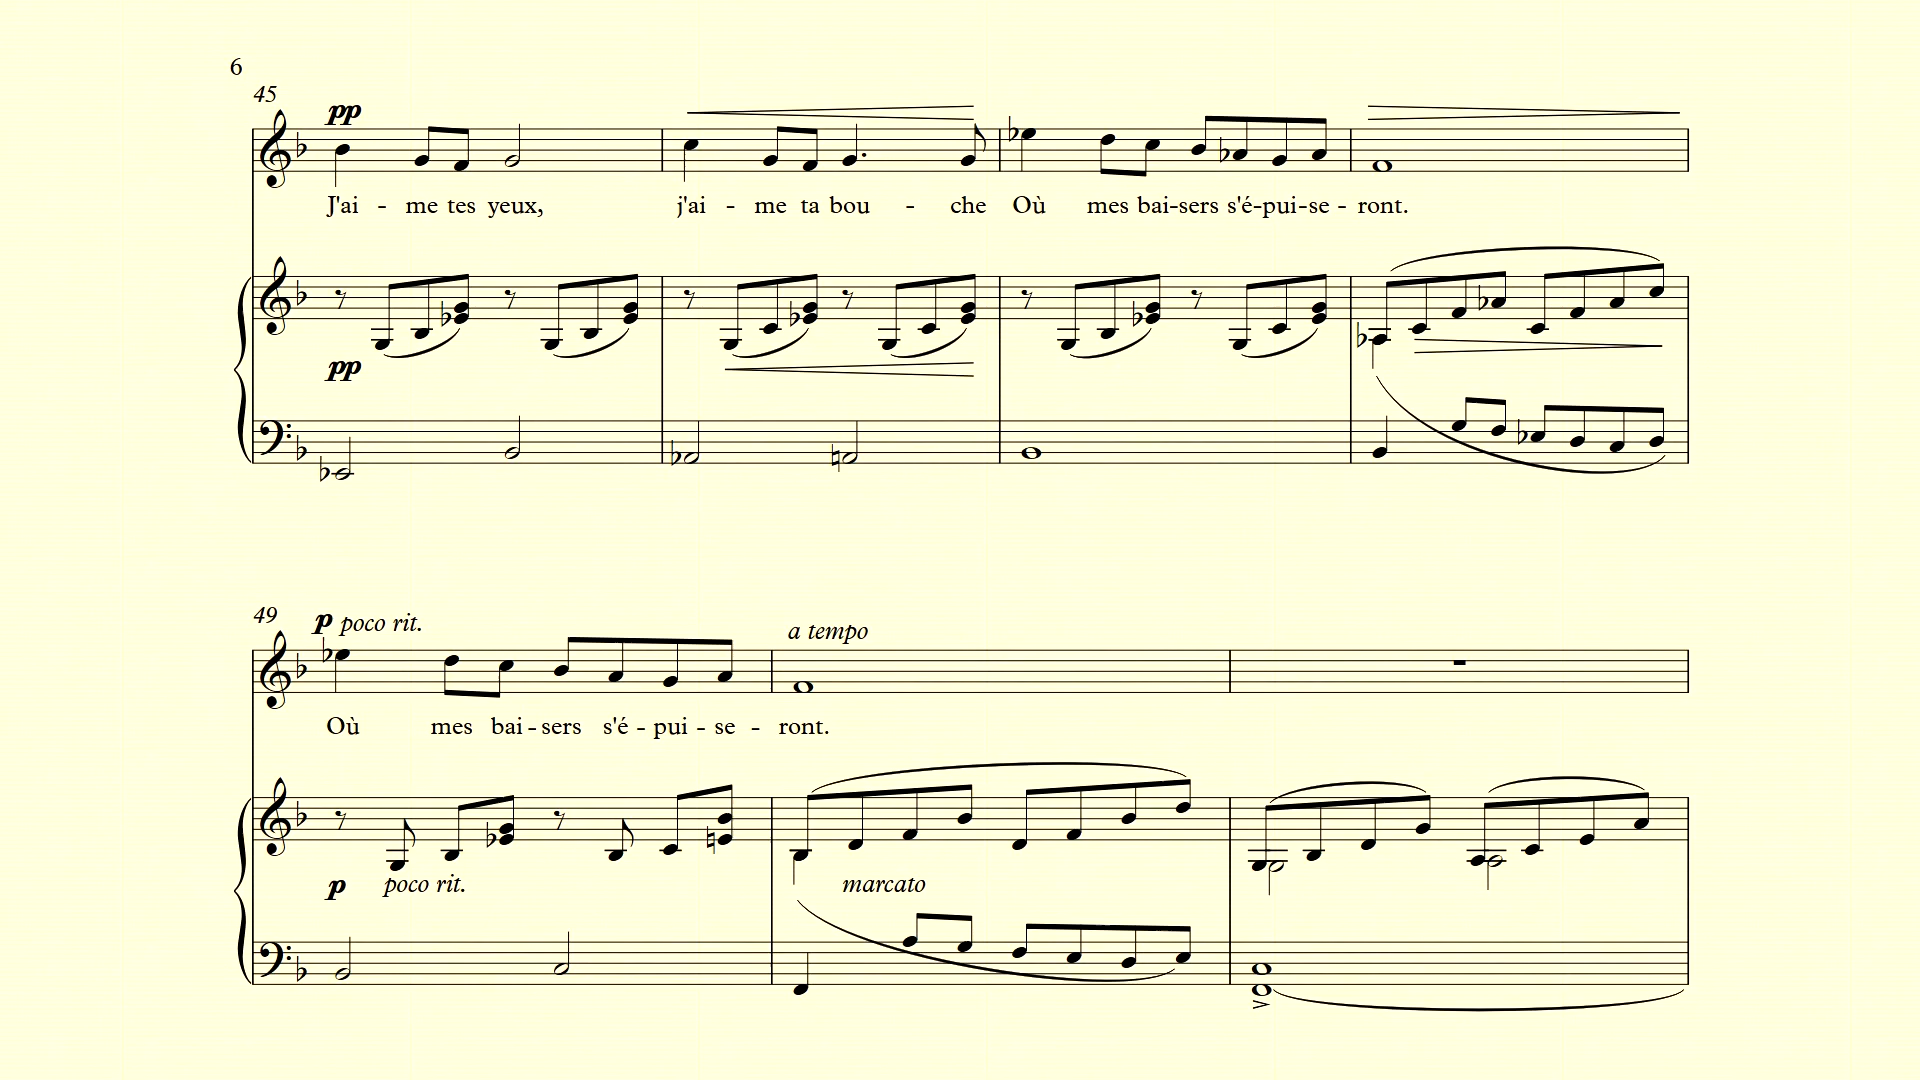 6
45
pp
J'ai - me tes yeux, j'ai - me ta bou - che Où mes bai-sers s'é-pui-se - ront.
pp
49
p poco rit. a tempo
Où mes bai - sers s'é - pui - se - ront.
p poco rit. marcato